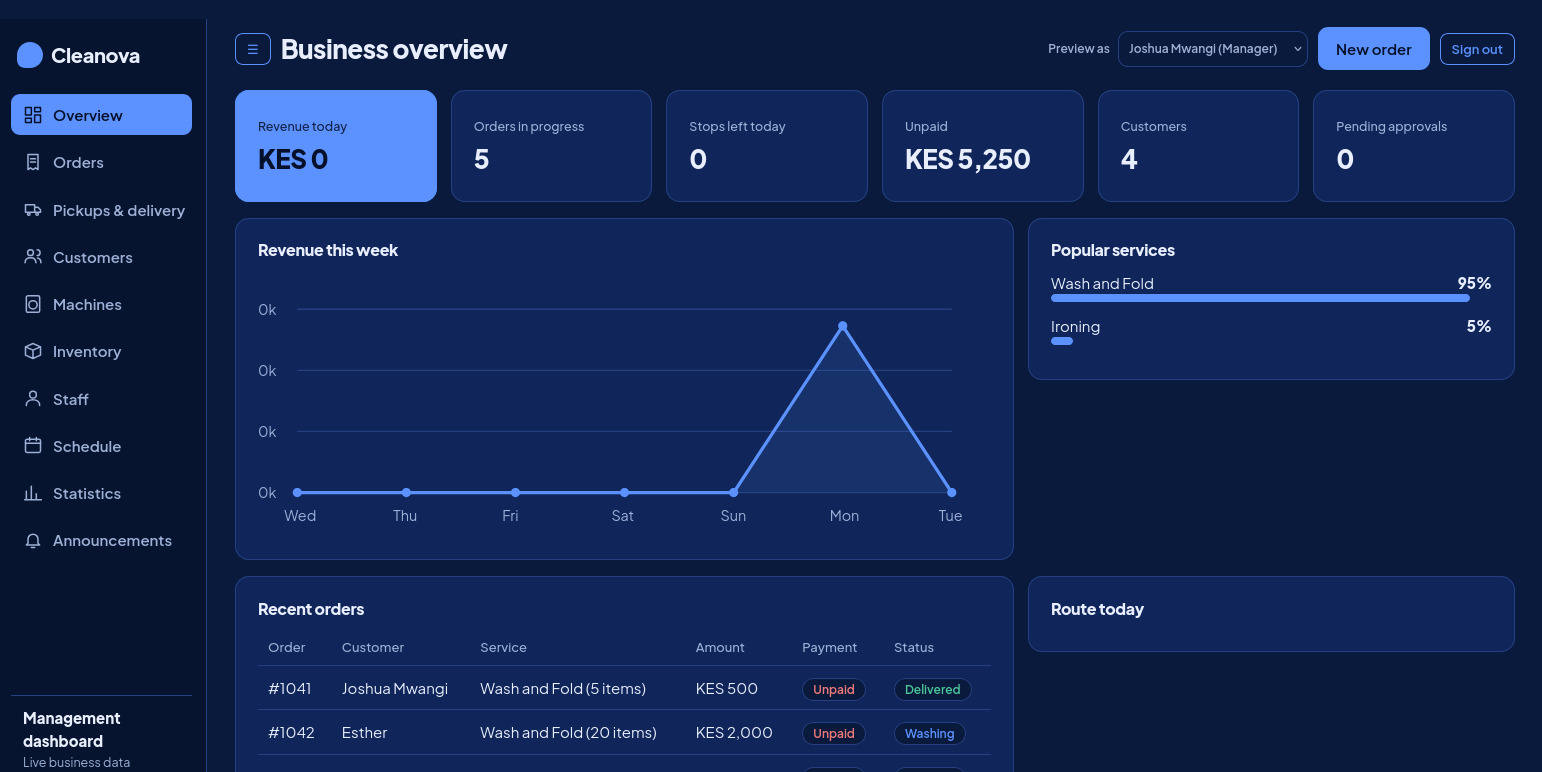 Cleanova
Overview
Orders
Pickups & delivery
Customers
Machines
Inventory
Staff
Schedule
Statistics
Announcements
Management
dashboard
Live business data
Business overview
Preview as
Joshua Mwangi (Manager)
New order
Sign out
Revenue today
KES 0
Orders in progress
5
Stops left today
0
Unpaid
KES 5,250
Customers
4
Pending approvals
0
Revenue this week
0k
0k
0k
0k
Wed Thu Fri Sat Sun Mon Tue
Popular services
Wash and Fold 95%
Ironing 5%
Recent orders
Order Customer Service Amount Payment Status
#1041 Joshua Mwangi Wash and Fold (5 items) KES 500 Unpaid Delivered
#1042 Esther Wash and Fold (20 items) KES 2,000 Unpaid Washing
Route today